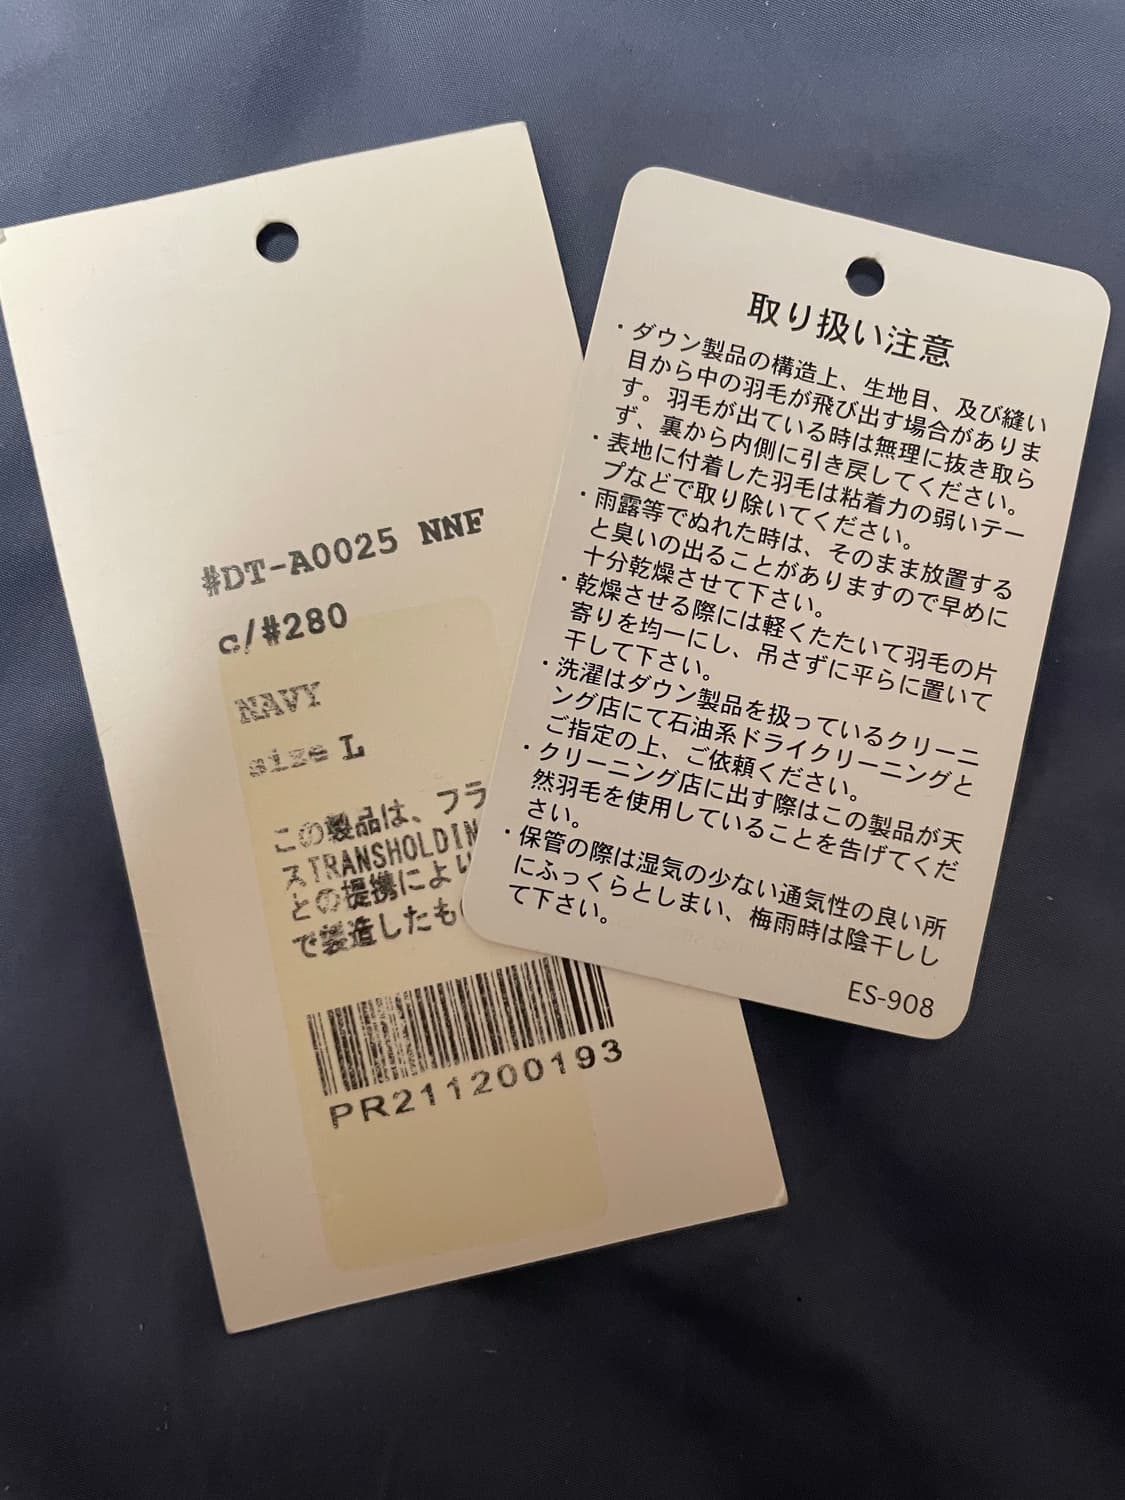 #DT-A0025 NNF
c/#280
NAVY
size L
この製品は、フラ
スTRANSHOLDIN
との提携によ
で製造したも
PR211200193
取り扱い注意
・ダウン製品の構造上、生地目、及び縫い
目から中の羽毛が飛び出す場合がありま
す。羽毛が出ている時は無理に抜き取ら
ず、裏から内側に引き戻してください。
・表地に付着した羽毛は粘着力の弱いテー
プなどで取り除いてください。
・雨露等でぬれた時は、そのまま放置する
と臭いの出ることがありますので早めに
十分乾燥させて下さい。
・乾燥させる際には軽くたたいて羽毛の片
寄りを均一にし、吊さずに平らに置いて
干して下さい。
・洗濯はダウン製品を扱っているクリーニ
ング店にて石油系ドライクリーニングと
ご指定の上、ご依頼ください。
・クリーニング店に出す際はこの製品が天
然羽毛を使用していることを告げてくだ
さい。
・保管の際は湿気の少ない通気性の良い所
にふっくらとしまい、梅雨時は陰干しし
て下さい。
ES-908